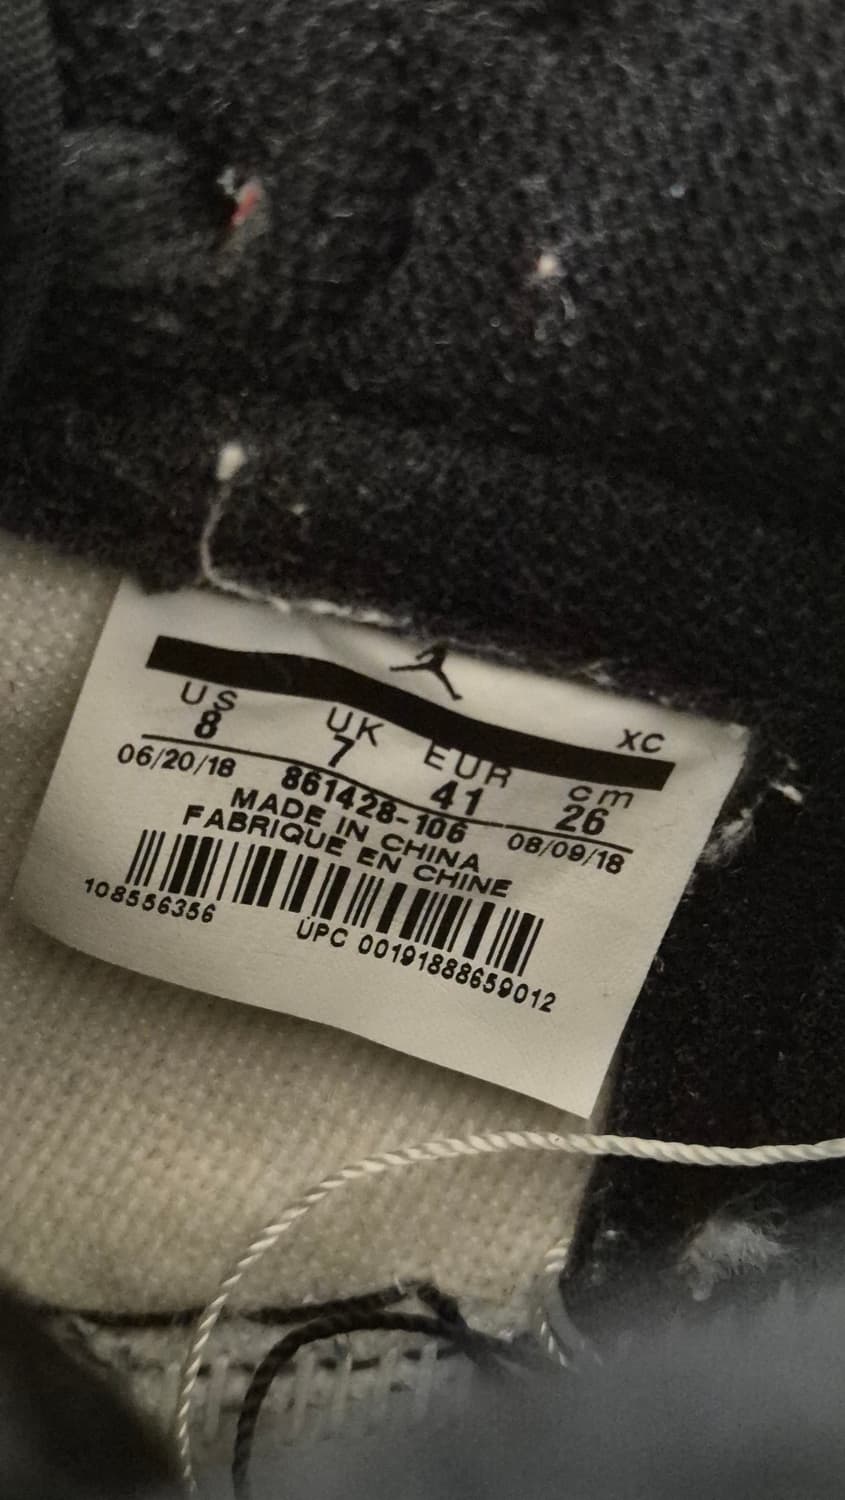 XC
US UK EUR cm
8 7 41 26
06/20/18 861428-106 08/09/18
MADE IN CHINA
FABRIQUE EN CHINE
108556356 UPC 00191888659012